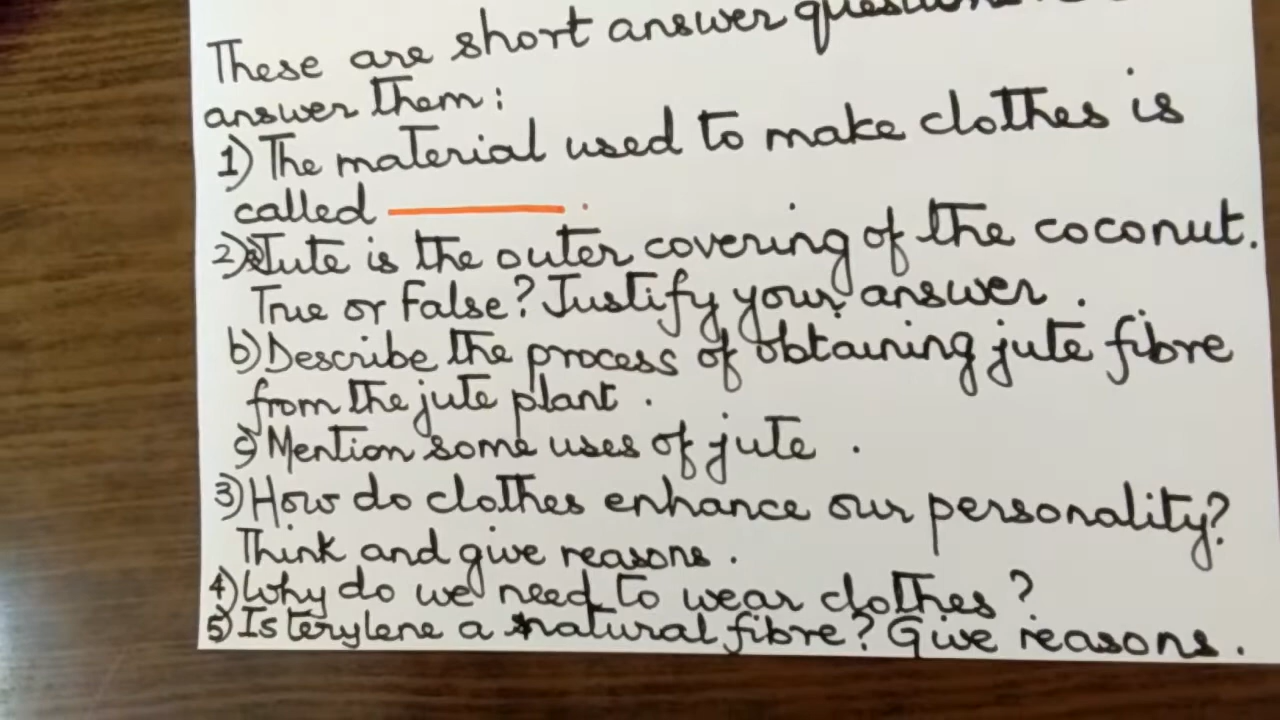 These are short answer questions
answer them:
1) The material used to make clothes is
called ______ .
2) a) Jute is the outer covering of the coconut.
True or False? Justify your answer.
b) Describe the process of obtaining jute fibre
from the jute plant.
c) Mention some uses of jute.
3) How do clothes enhance our personality?
Think and give reasons.
4) Why do we need to wear clothes?
5) Is terylene a natural fibre? Give reasons.